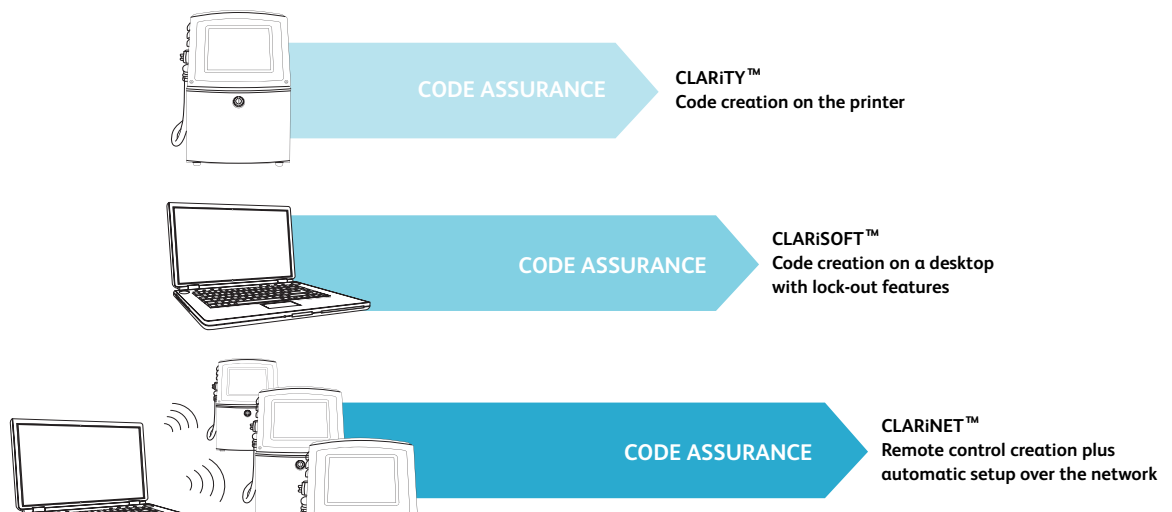 CODE ASSURANCE
CLARiTY™
Code creation on the printer
CODE ASSURANCE
CLARiSOFT™
Code creation on a desktop
with lock-out features
CODE ASSURANCE
CLARiNET™
Remote control creation plus
automatic setup over the network